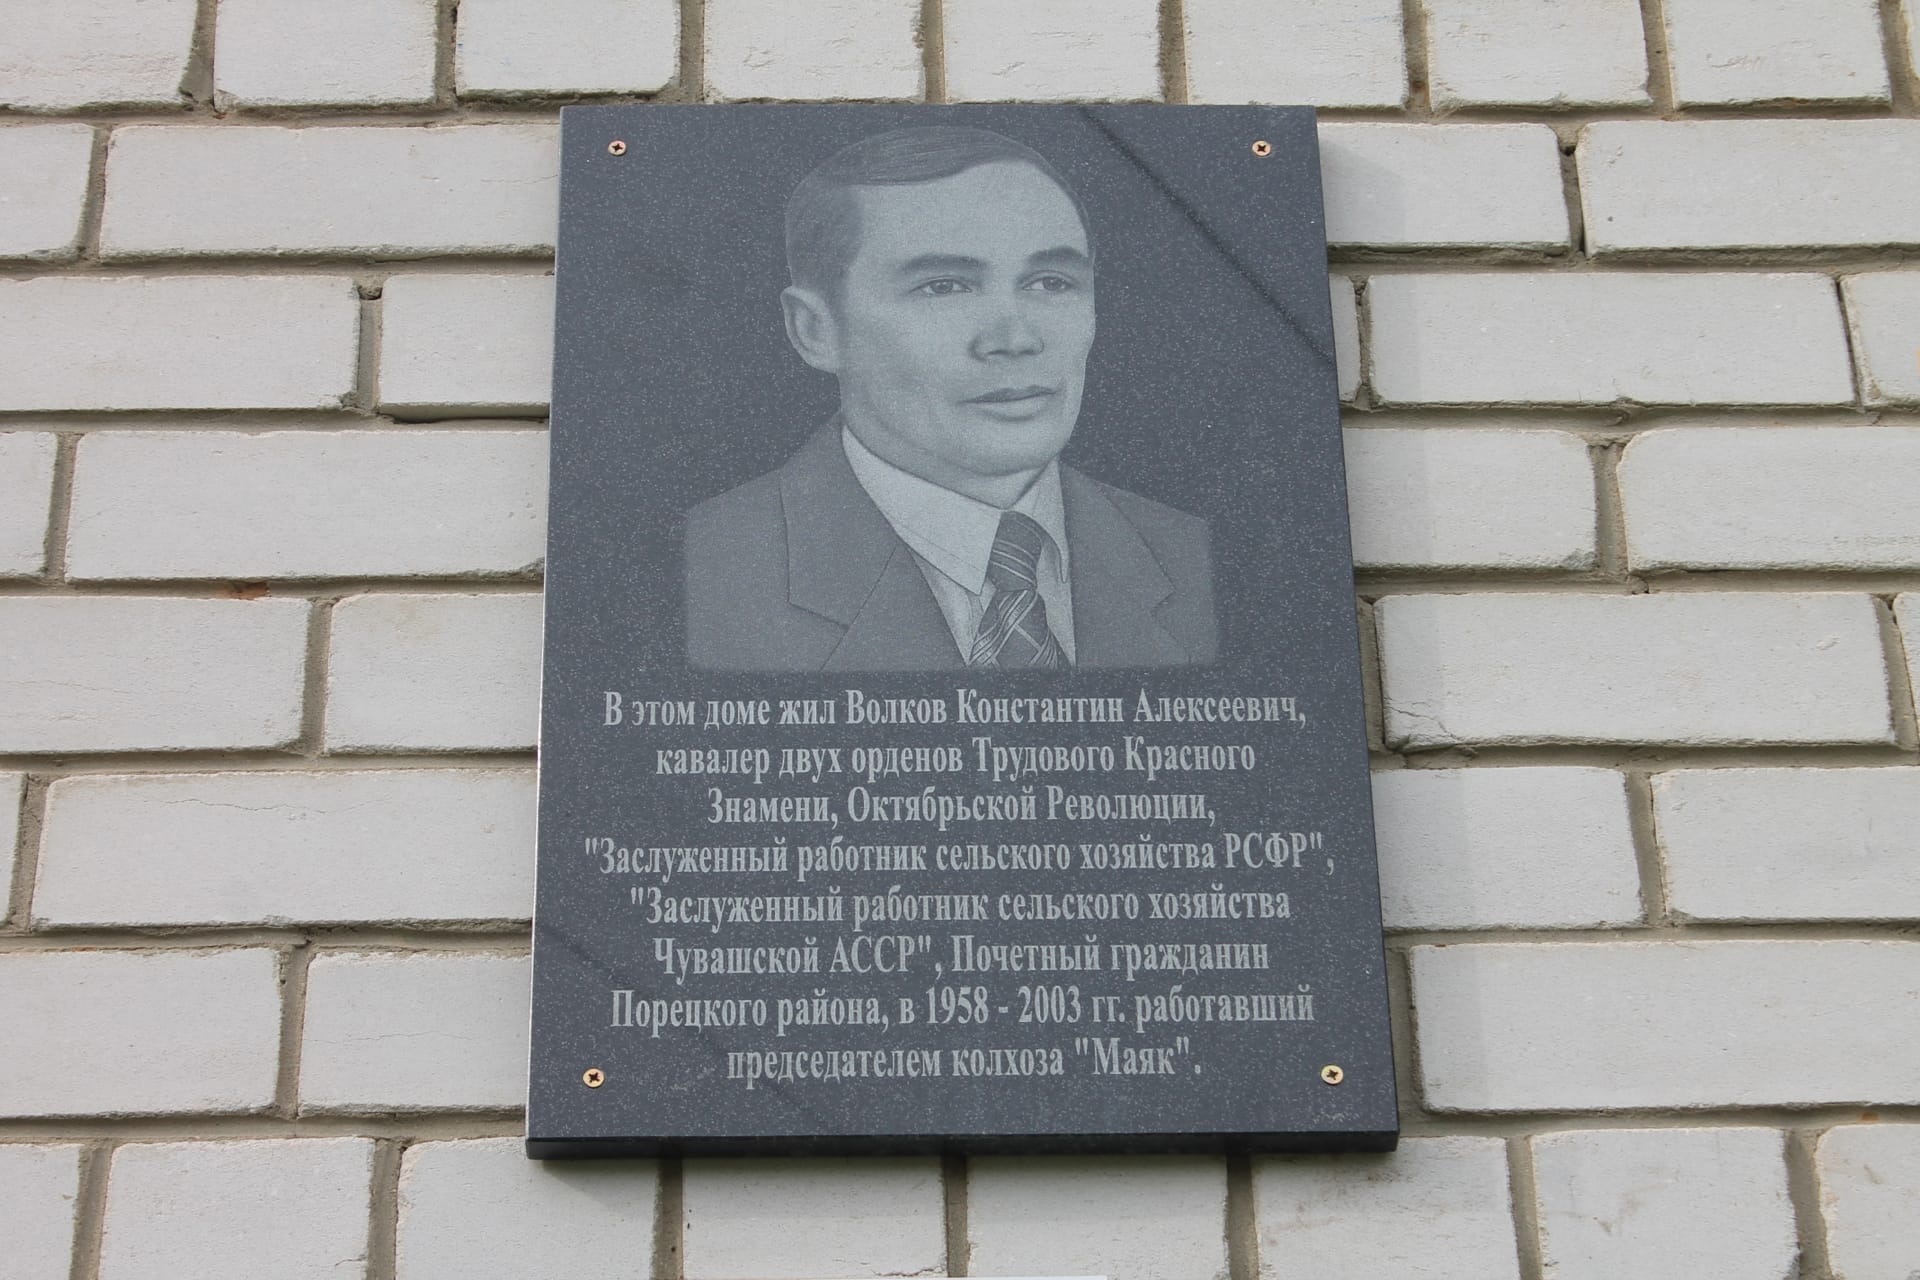 В этом доме жил Волков Константин Алексеевич,
кавалер двух орденов Трудового Красного
Знамени, Октябрьской Революции,
"Заслуженный работник сельского хозяйства РСФР",
"Заслуженный работник сельского хозяйства
Чувашской АССР", Почетный гражданин
Порецкого района, в 1958 - 2003 гг. работавший
председателем колхоза "Маяк".